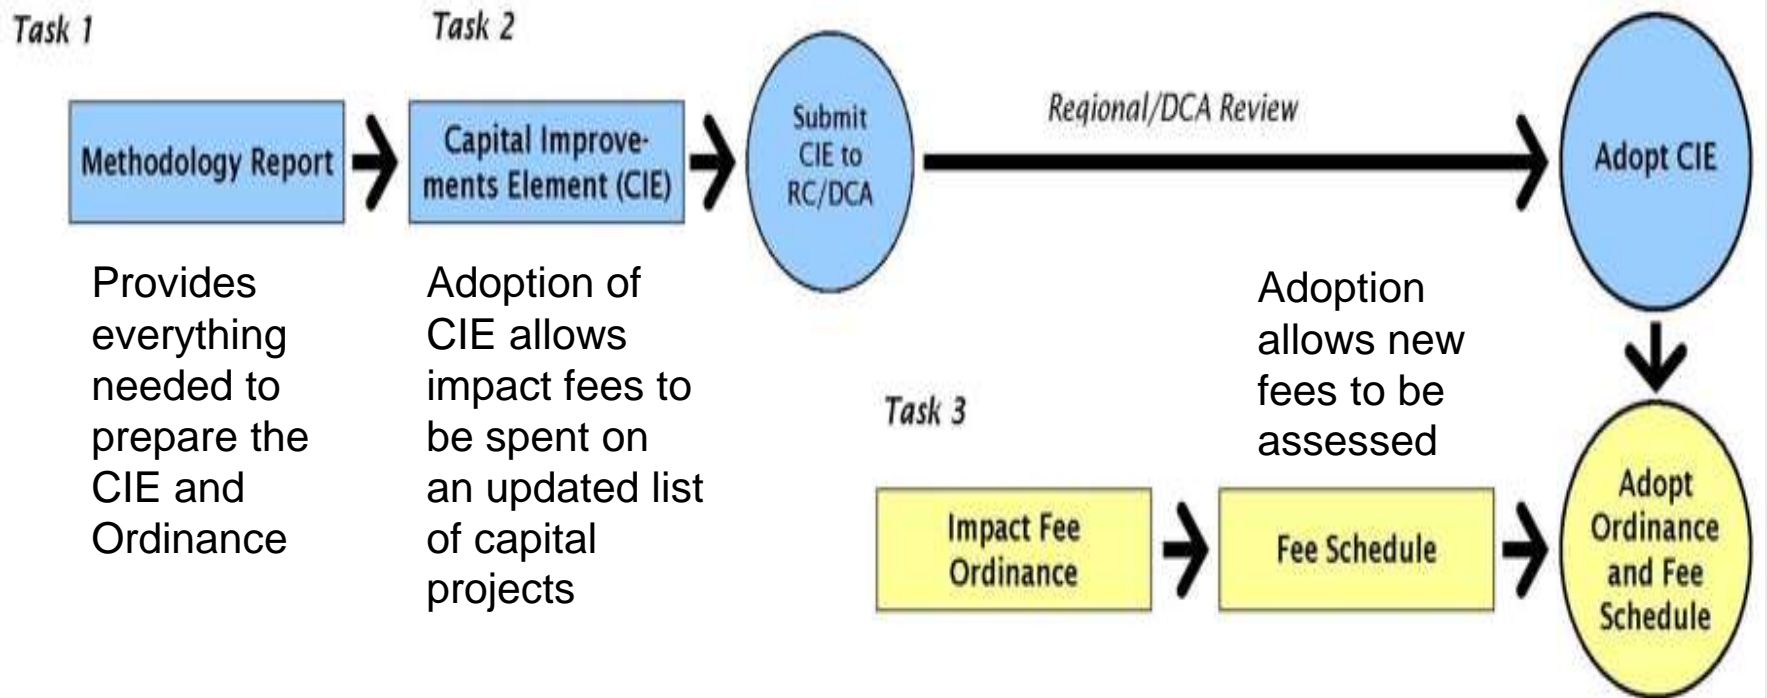 Task 1
Task 2
Methodology Report
Capital Improve-
ments Element (CIE)
Submit
CIE to
RC/DCA
Regional/DCA Review
Adopt CIE
Provides
everything
needed to
prepare the
CIE and
Ordinance
Adoption of
CIE allows
impact fees to
be spent on
an updated list
of capital
projects
Adoption
allows new
fees to be
assessed
Task 3
Impact Fee
Ordinance
Fee Schedule
Adopt
Ordinance
and Fee
Schedule